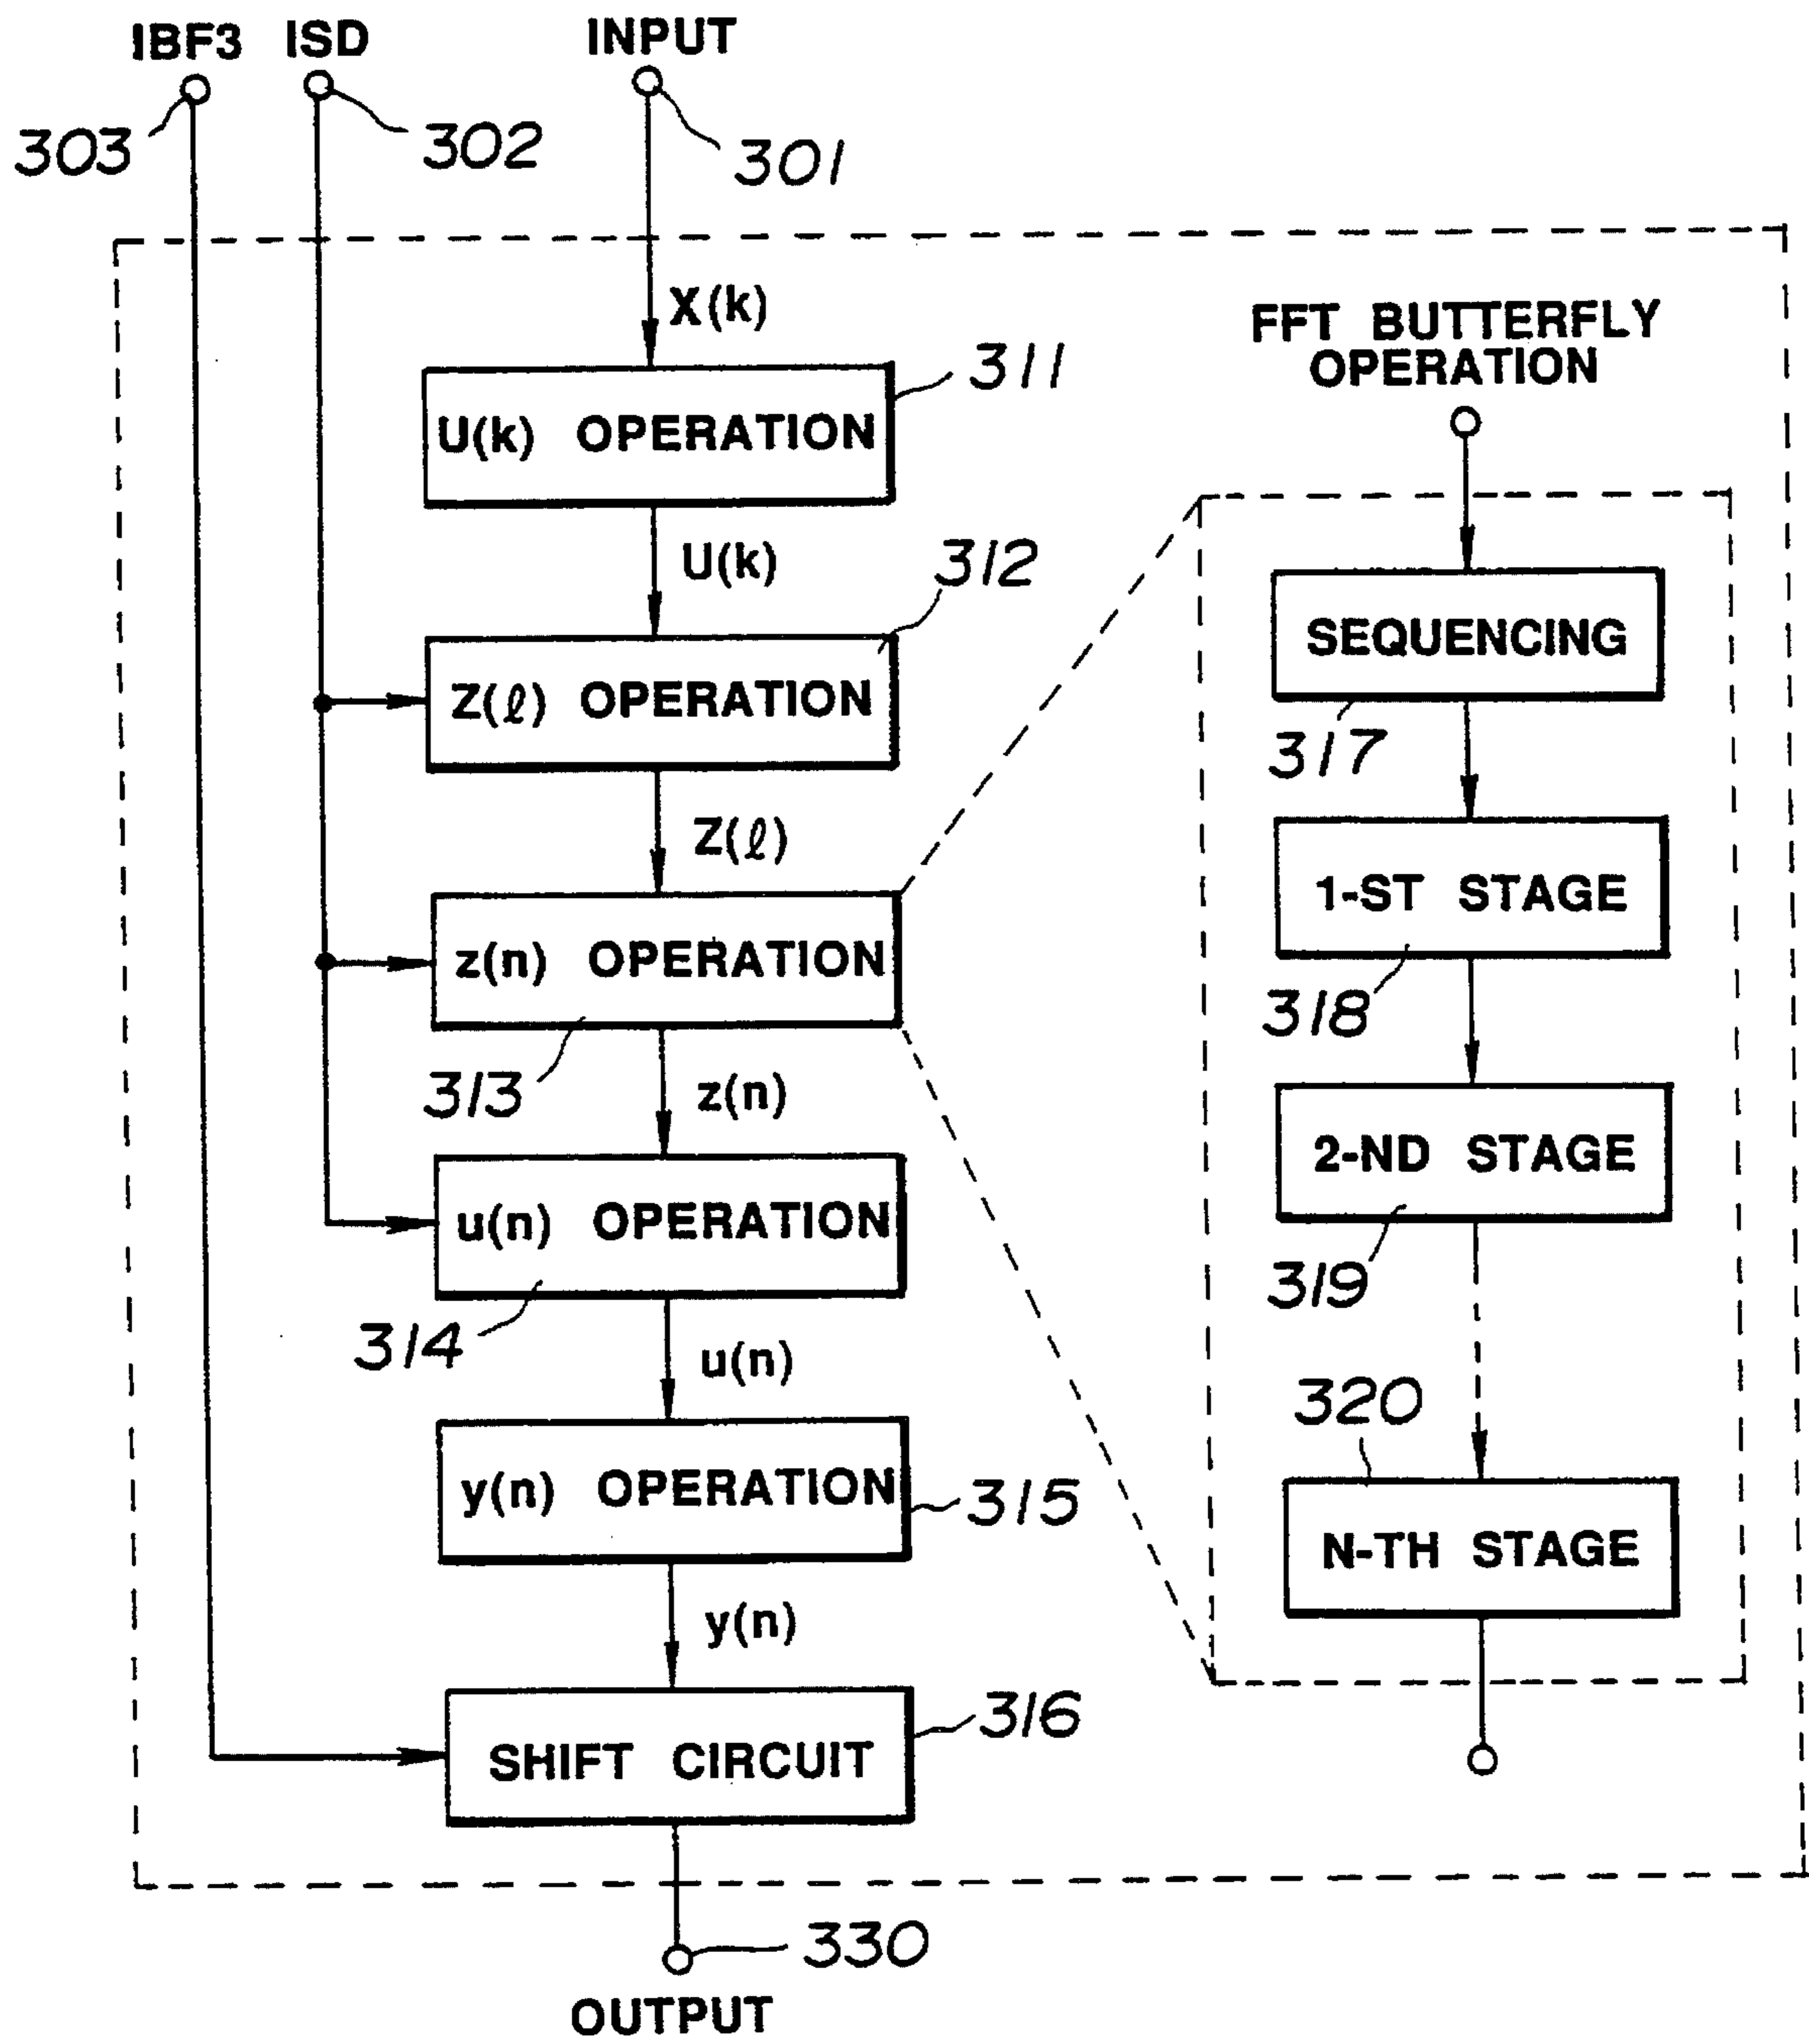 IBF3 ISD INPUT
303 302 301
X(k)
U(k) OPERATION 311
U(k)
Z(ℓ) OPERATION 312
Z(ℓ)
z(n) OPERATION
313
z(n)
u(n) OPERATION
314
u(n)
y(n) OPERATION 315
y(n)
SHIFT CIRCUIT 316
330
OUTPUT
FFT BUTTERFLY
OPERATION
SEQUENCING
317
1-ST STAGE
318
2-ND STAGE
319
320
N-TH STAGE